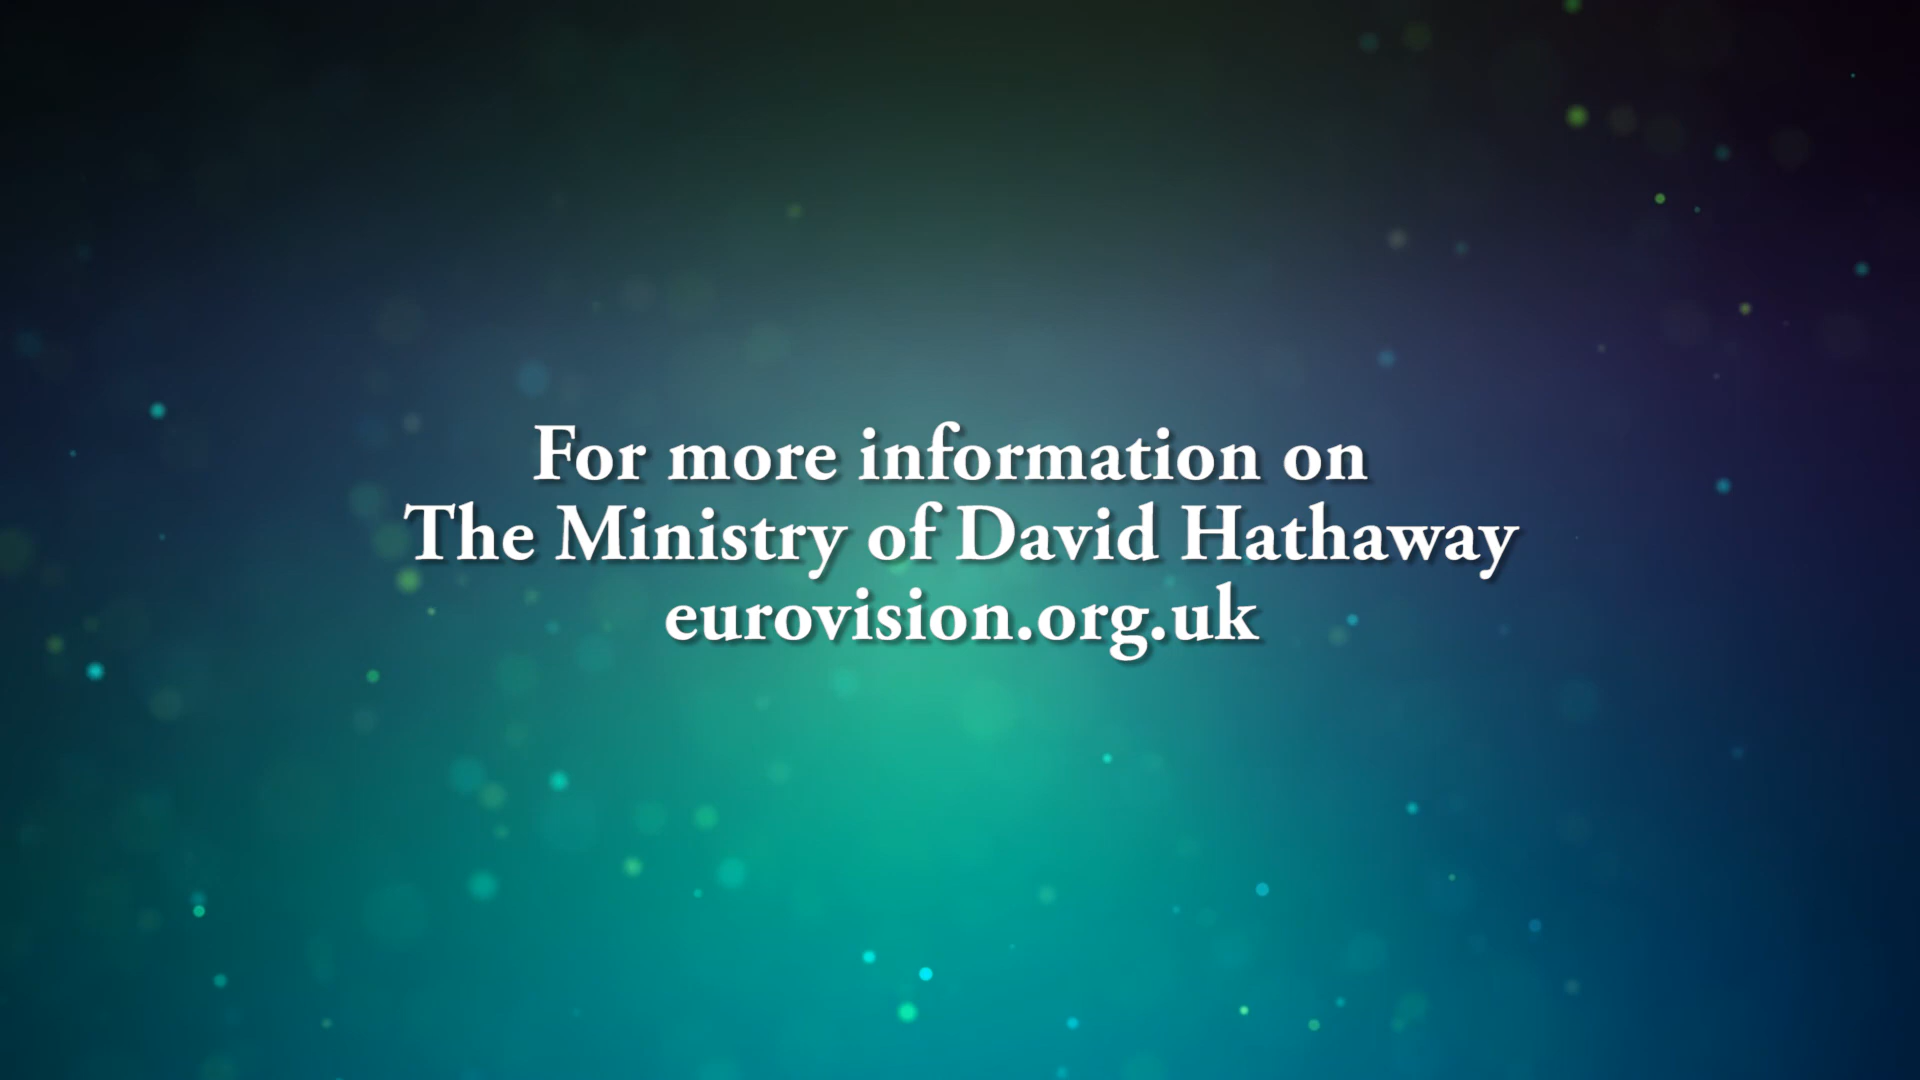 For more information on
The Ministry of David Hathaway
eurovision.org.uk